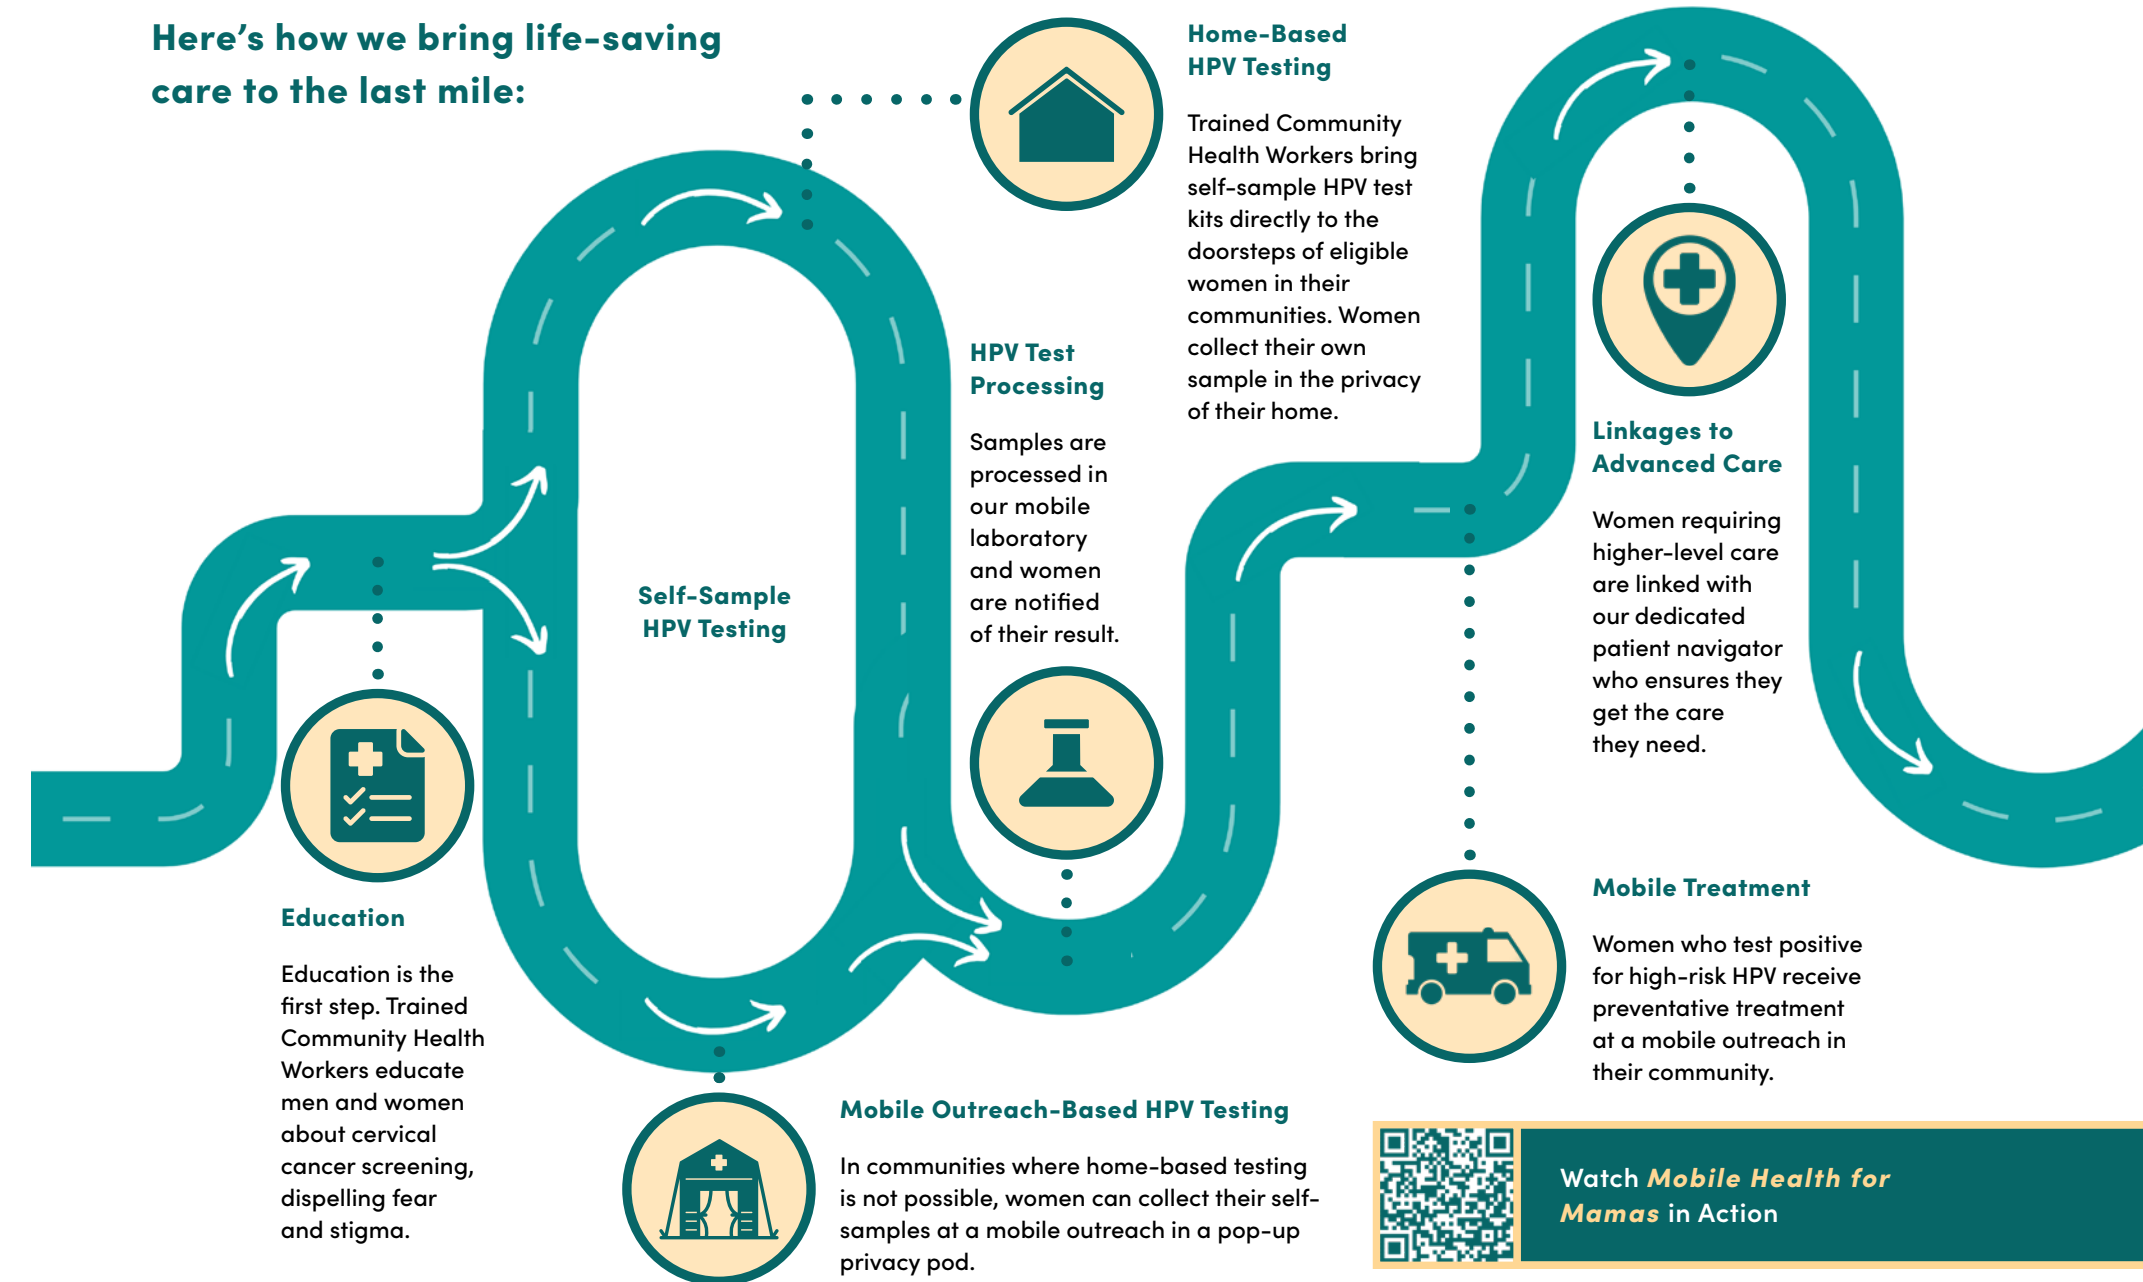 Here's how we bring life-saving
care to the last mile:
Education
Education is the
first step. Trained
Community Health
Workers educate
men and women
about cervical
cancer screening,
dispelling fear
and stigma.
Self-Sample
HPV Testing
Home-Based
HPV Testing
Trained Community
Health Workers bring
self-sample HPV test
kits directly to the
doorsteps of eligible
women in their
communities. Women
collect their own
sample in the privacy
of their home.
Mobile Outreach-Based HPV Testing
In communities where home-based testing
is not possible, women can collect their self-
samples at a mobile outreach in a pop-up
privacy pod.
HPV Test
Processing
Samples are
processed in
our mobile
laboratory
and women
are notified
of their result.
Mobile Treatment
Women who test positive
for high-risk HPV receive
preventative treatment
at a mobile outreach in
their community.
Linkages to
Advanced Care
Women requiring
higher-level care
are linked with
our dedicated
patient navigator
who ensures they
get the care
they need.
Watch Mobile Health for
Mamas in Action